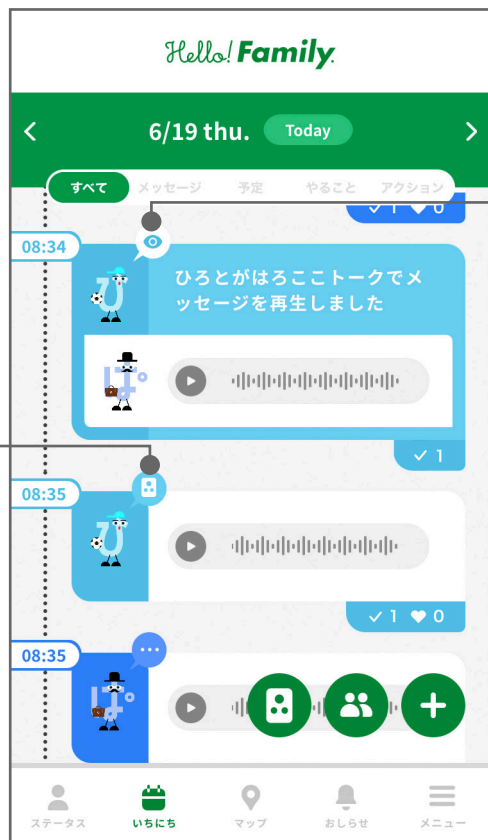 Hello! Family.
6/19 thu.
Today
すべて
メッセージ
予定
やること
アクション
1 0
08:34
ひ
ひろとがはろここトークでメ
ッセージを再生しました
ぱ
1
08:35
ひ
1 0
08:35
ぱ
ステータス
いちにち
マップ
おしらせ
メニュー